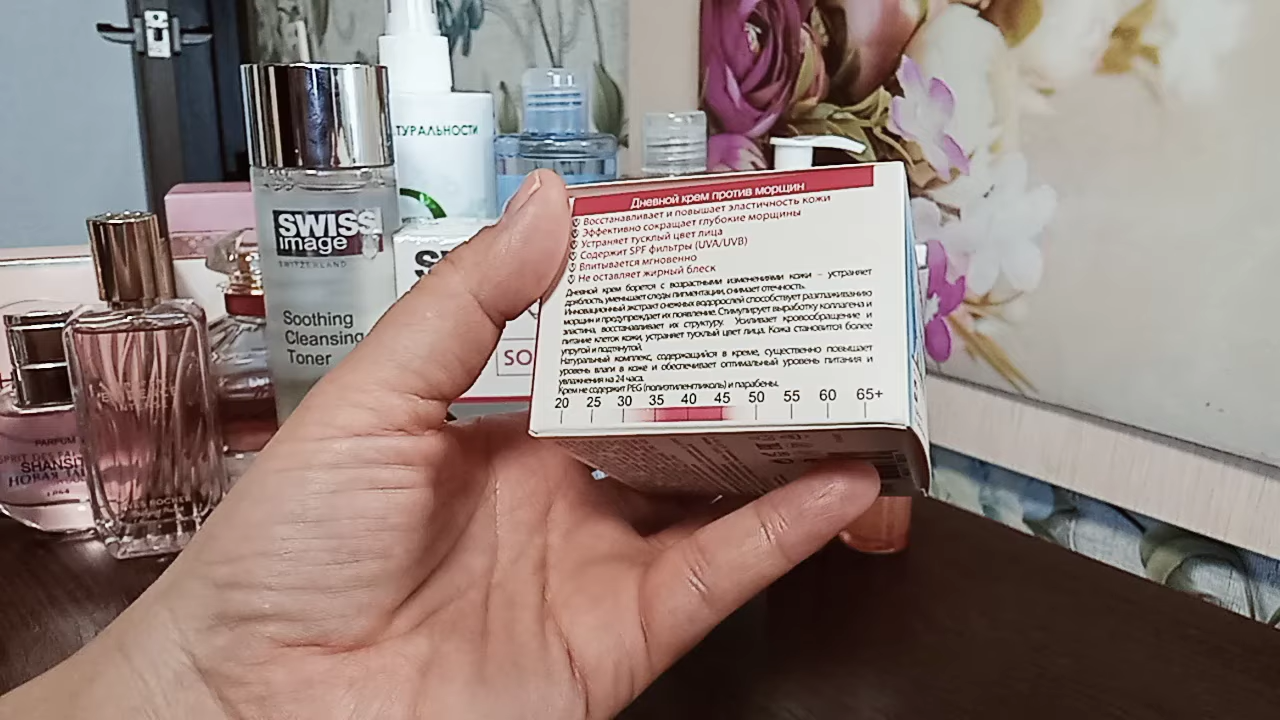 ТУРАЛЬНОСТИ
SWISS
image
SWITZERLAND
Soothing
Cleansing
Toner
SO
PARFUM
SHANSI
НОВАЯ
Дневной крем против морщин
Восстанавливает и повышает эластичность кожи
Эффективно сокращает глубокие морщины
Устраняет тусклый цвет лица
Содержит SPF фильтры (UVA/UVB)
Впитывается мгновенно
Не оставляет жирный блеск
Дневной крем борется с возрастными изменениями кожи – устраняет
дряблость, уменьшает следы пигментации, снимает отечность.
Инновационный экстракт снежных водорослей способствует разглаживанию
морщин и предупреждает их появление. Стимулирует выработку коллагена и
эластина, восстанавливает их структуру. Усиливает кровообращение и
питание клеток кожи, устраняет тусклый цвет лица. Кожа становится более
упругой и подтянутой.
Натуральный комплекс, содержащийся в креме, существенно повышает
уровень влаги в коже и обеспечивает оптимальный уровень питания и
увлажнения на 24 часа.
Крем не содержит PEG (полиэтиленгликоль) и парабены.
20 25 30 35 40 45 50 55 60 65+